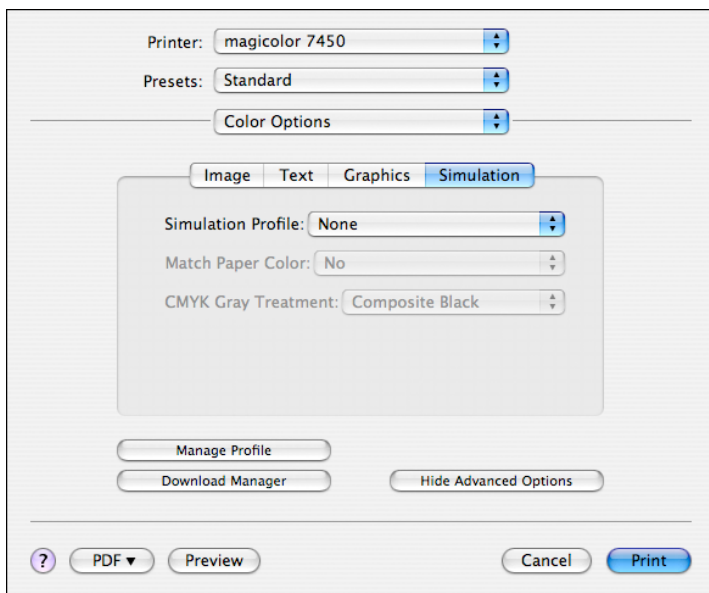 Printer: magicolor 7450
Presets: Standard
Color Options
Image Text Graphics Simulation
Simulation Profile: None
Match Paper Color: No
CMYK Gray Treatment: Composite Black
Manage Profile
Download Manager Hide Advanced Options
? PDF ▼ Preview Cancel Print